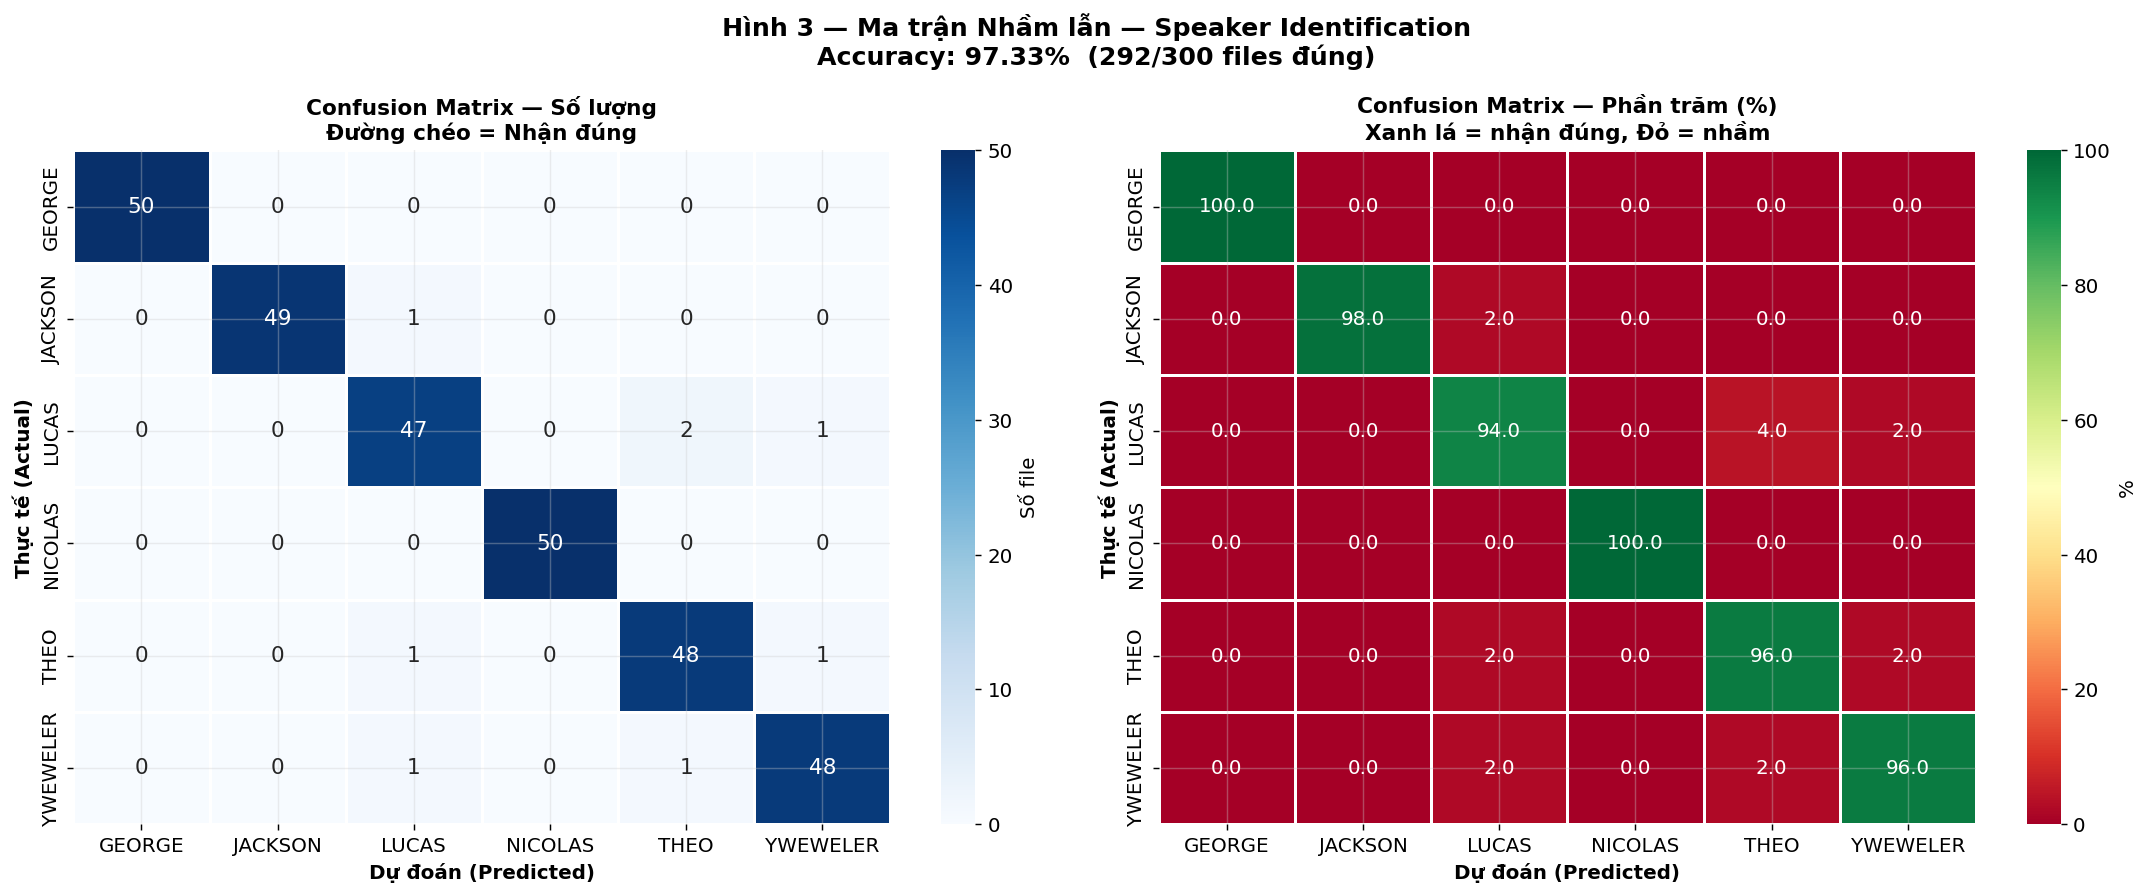 Hình 3 — Ma trận Nhầm lẫn — Speaker Identification
Accuracy: 97.33%  (292/300 files đúng)
Confusion Matrix — Số lượng
Đường chéo = Nhận đúng
GEORGE
JACKSON
LUCAS
NICOLAS
THEO
YWEWELER
Thực tế (Actual)
50 0 0 0 0 0
0 49 1 0 0 0
0 0 47 0 2 1
0 0 0 50 0 0
0 0 1 0 48 1
0 0 1 0 1 48
GEORGE JACKSON LUCAS NICOLAS THEO YWEWELER
Dự đoán (Predicted)
50
40
30
20
10
0
Số file
Confusion Matrix — Phần trăm (%)
Xanh lá = nhận đúng, Đỏ = nhầm
GEORGE
JACKSON
LUCAS
NICOLAS
THEO
YWEWELER
Thực tế (Actual)
100.0 0.0 0.0 0.0 0.0 0.0
0.0 98.0 2.0 0.0 0.0 0.0
0.0 0.0 94.0 0.0 4.0 2.0
0.0 0.0 0.0 100.0 0.0 0.0
0.0 0.0 2.0 0.0 96.0 2.0
0.0 0.0 2.0 0.0 2.0 96.0
GEORGE JACKSON LUCAS NICOLAS THEO YWEWELER
Dự đoán (Predicted)
100
80
60
40
20
0
%